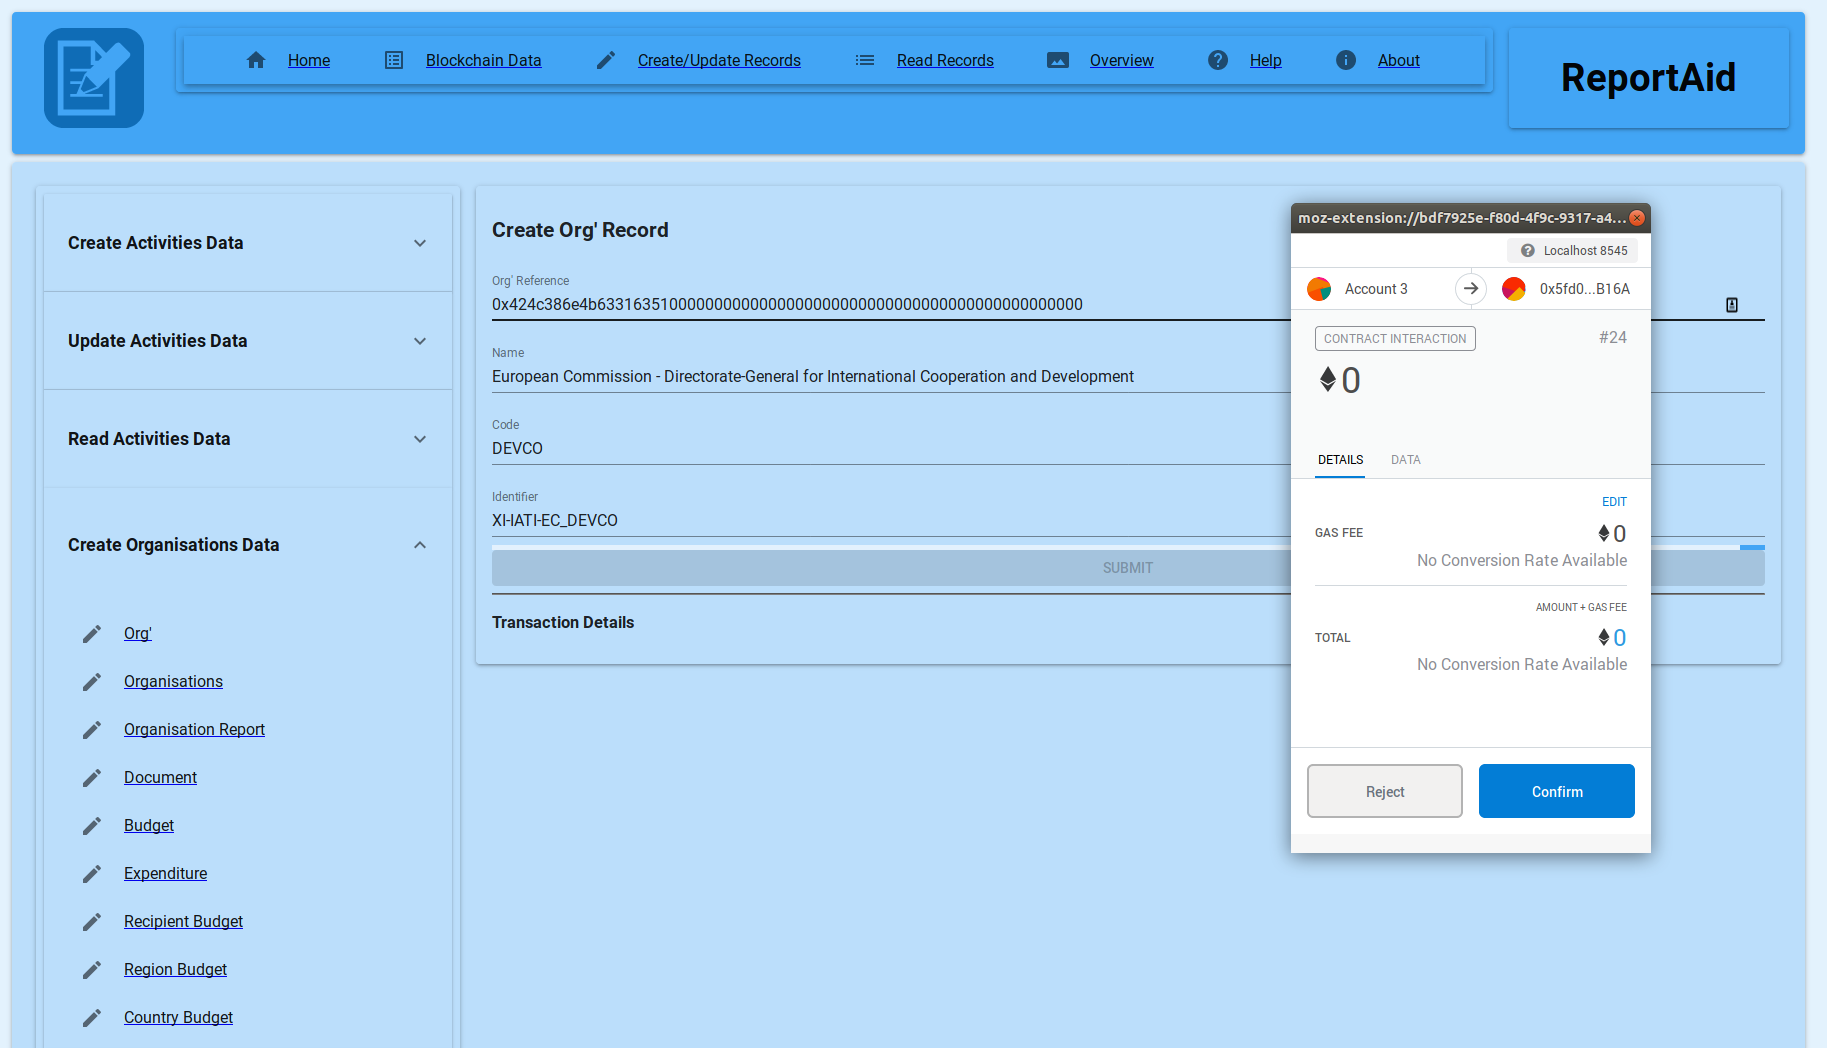 Home
Blockchain Data
Create/Update Records
Read Records
Overview
Help
About
ReportAid
Create Activities Data
Update Activities Data
Read Activities Data
Create Organisations Data
Org'
Organisations
Organisation Report
Document
Budget
Expenditure
Recipient Budget
Region Budget
Country Budget
Create Org' Record
Org' Reference
0x424c386e4b633163510000000000000000000000000000000000000000000000
Name
European Commission - Directorate-General for International Cooperation and Development
Code
DEVCO
Identifier
XI-IATI-EC_DEVCO
SUBMIT
Transaction Details
moz-extension://bdf7925e-f80d-4f9c-9317-a4...
Localhost 8545
Account 3
0x5fd0...B16A
CONTRACT INTERACTION
#24
0
DETAILS
DATA
EDIT
GAS FEE
0
No Conversion Rate Available
AMOUNT + GAS FEE
TOTAL
0
No Conversion Rate Available
Reject
Confirm